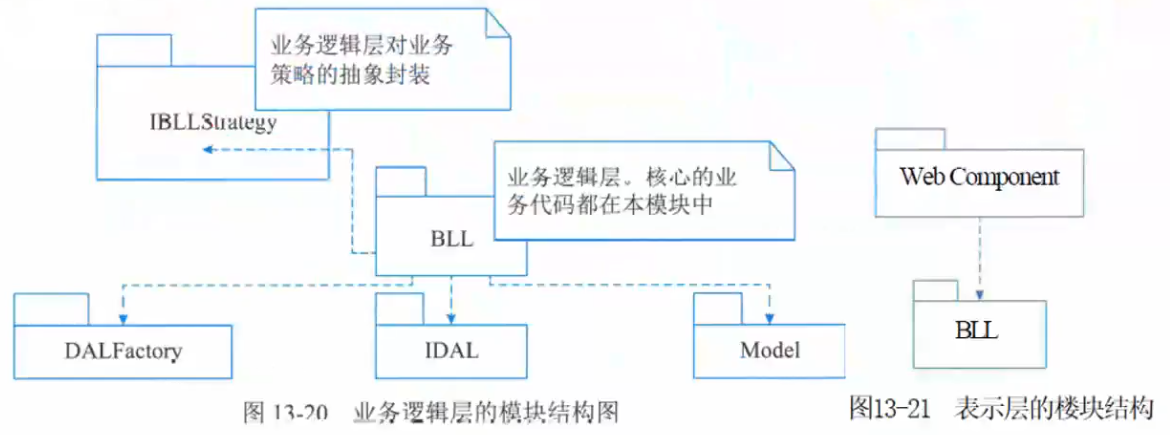 业务逻辑层对业务
策略的抽象封装
IBLLStrategy
业务逻辑层。核心的业
务代码都在本模块中
BLL
DALFactory
IDAL
Model
图 13-20 业务逻辑层的模块结构图
Web Component
BLL
图13-21 表示层的楼块结构